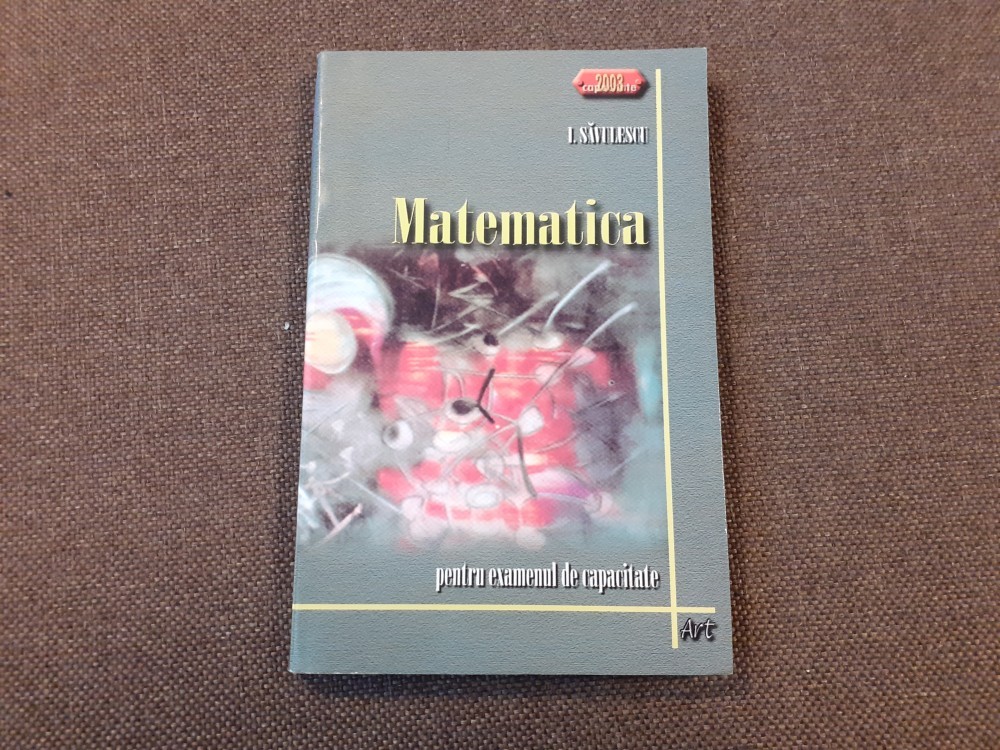 2003
I. SĂVULESCU
Matematica
pentru examenul de capacitate
Art